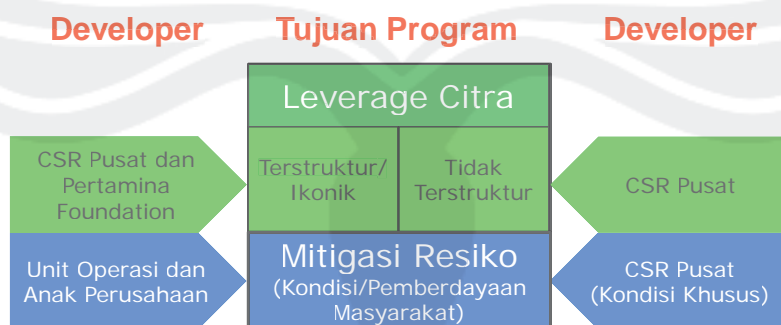 Developer
Tujuan Program
Developer
Leverage Citra
CSR Pusat dan
Pertamina
Foundation
Terstruktur/
Ikonik
Tidak
Terstruktur
CSR Pusat
Unit Operasi dan
Anak Perusahaan
Mitigasi Resiko
(Kondisi/Pemberdayaan
Masyarakat)
CSR Pusat
(Kondisi Khusus)